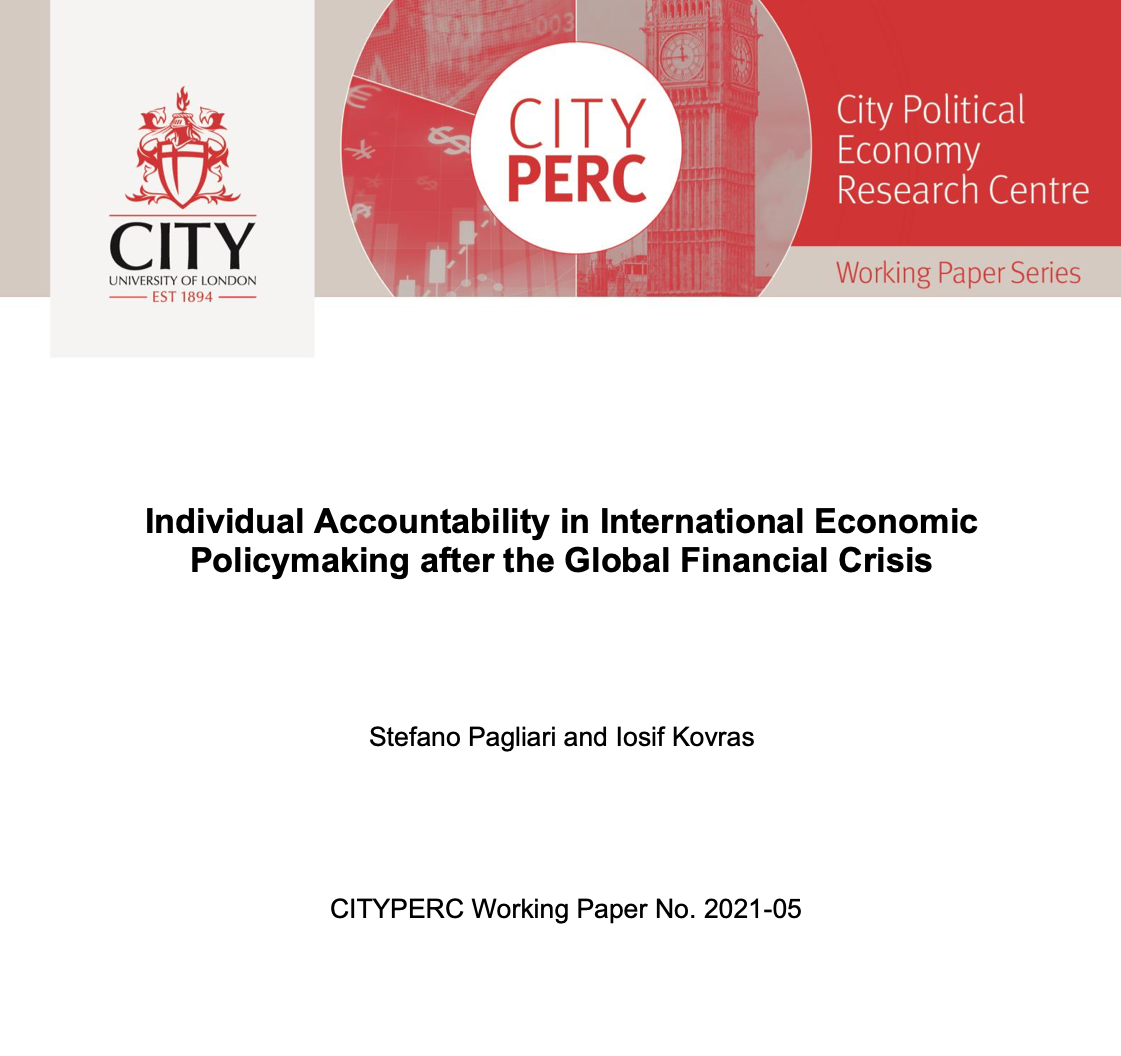 CITY
UNIVERSITY OF LONDON
EST 1894
CITY
PERC
City Political
Economy
Research Centre
Working Paper Series
Individual Accountability in International Economic
Policymaking after the Global Financial Crisis
Stefano Pagliari and Iosif Kovras
CITYPERC Working Paper No. 2021-05